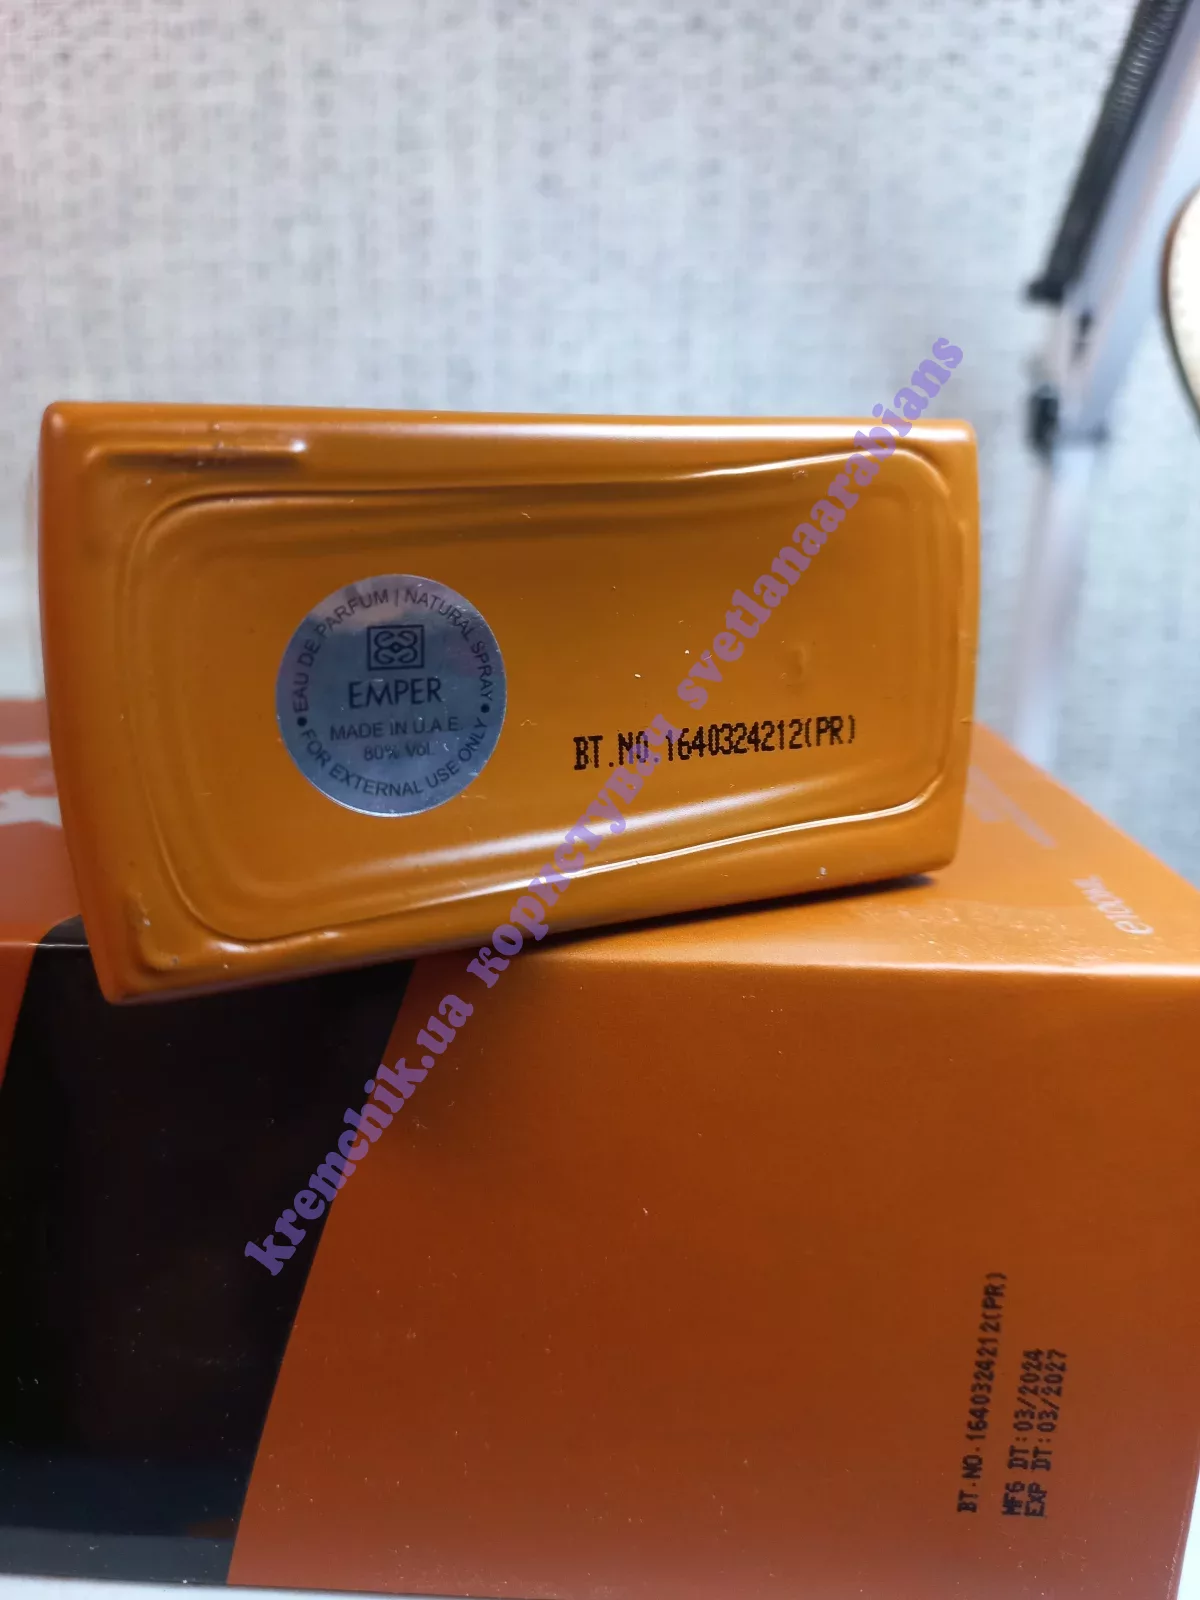 EAU DE PARFUM | NATURAL SPRAY
EMPER
MADE IN U.A.E
80% Vol.
• FOR EXTERNAL USE ONLY •
BT.NO.1640324212(PR)
e100ML
BT.NO.1640324212(PR)
MFG DT:03/2024
EXP DT:03/2027
kremchik.ua користувач svetlanaarabians